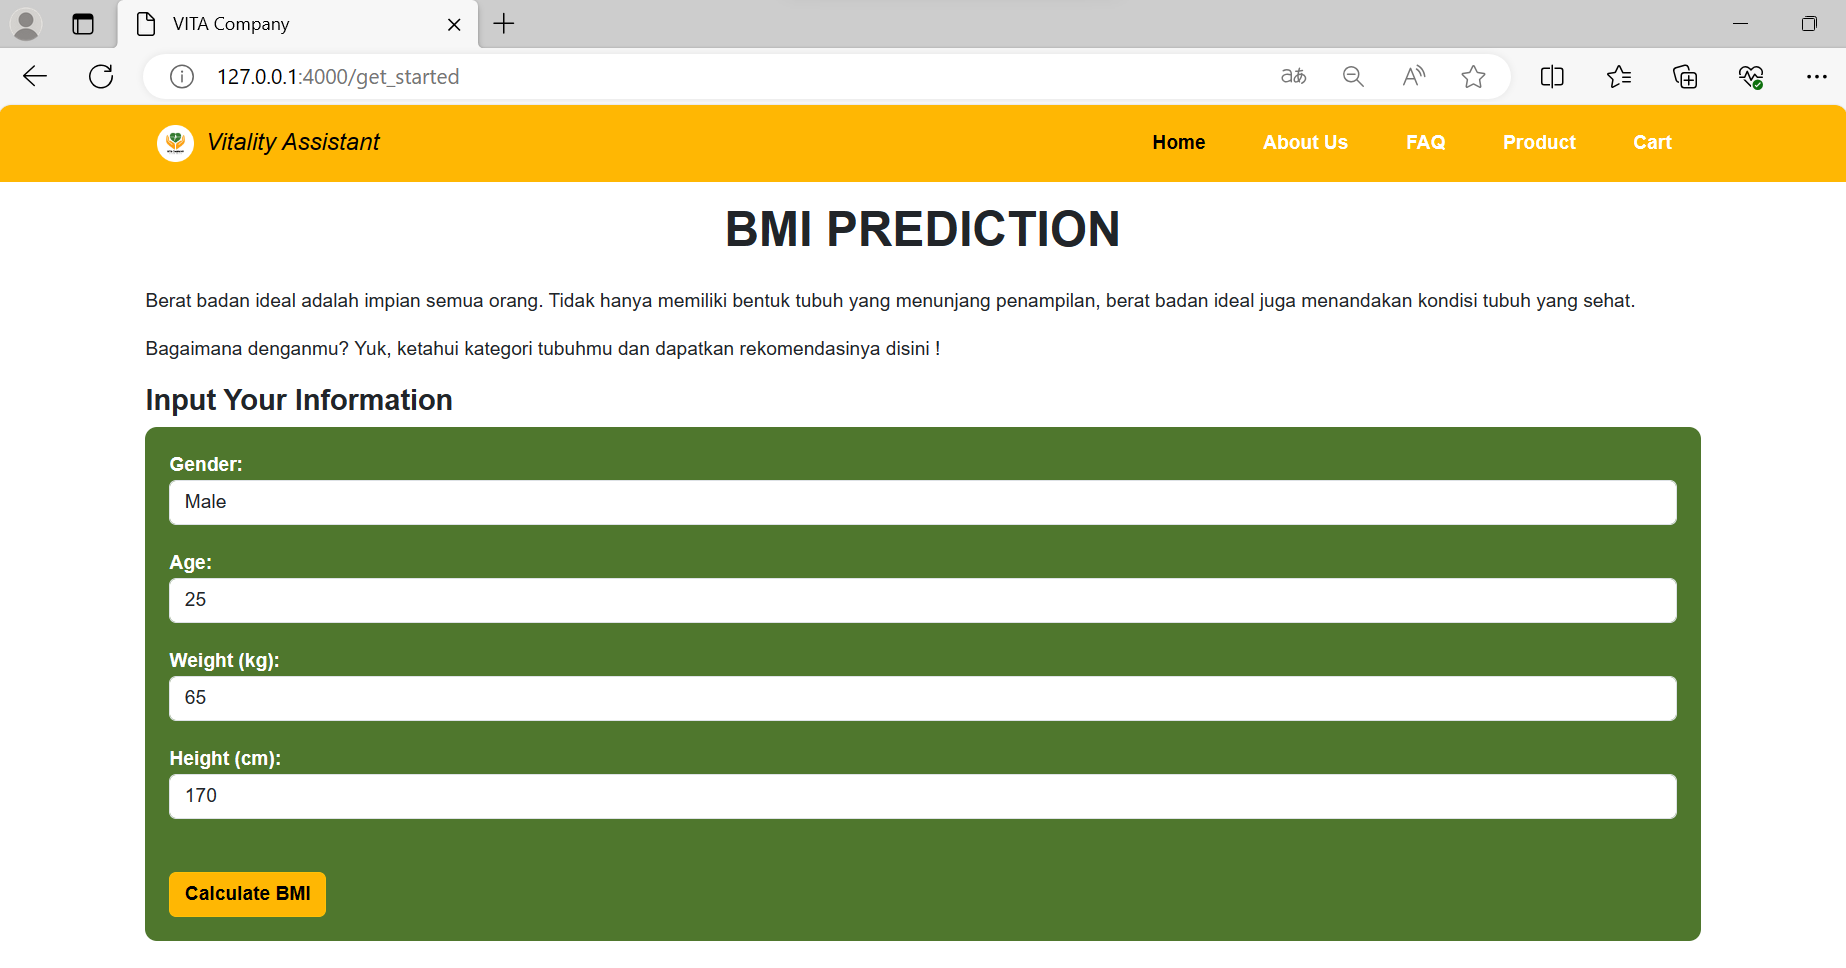 VITA Company
127.0.0.1:4000/get_started
Vitality Assistant
Home About Us FAQ Product Cart
BMI PREDICTION
Berat badan ideal adalah impian semua orang. Tidak hanya memiliki bentuk tubuh yang menunjang penampilan, berat badan ideal juga menandakan kondisi tubuh yang sehat.
Bagaimana denganmu? Yuk, ketahui kategori tubuhmu dan dapatkan rekomendasinya disini !
Input Your Information
Gender:
Male
Age:
25
Weight (kg):
65
Height (cm):
170
Calculate BMI